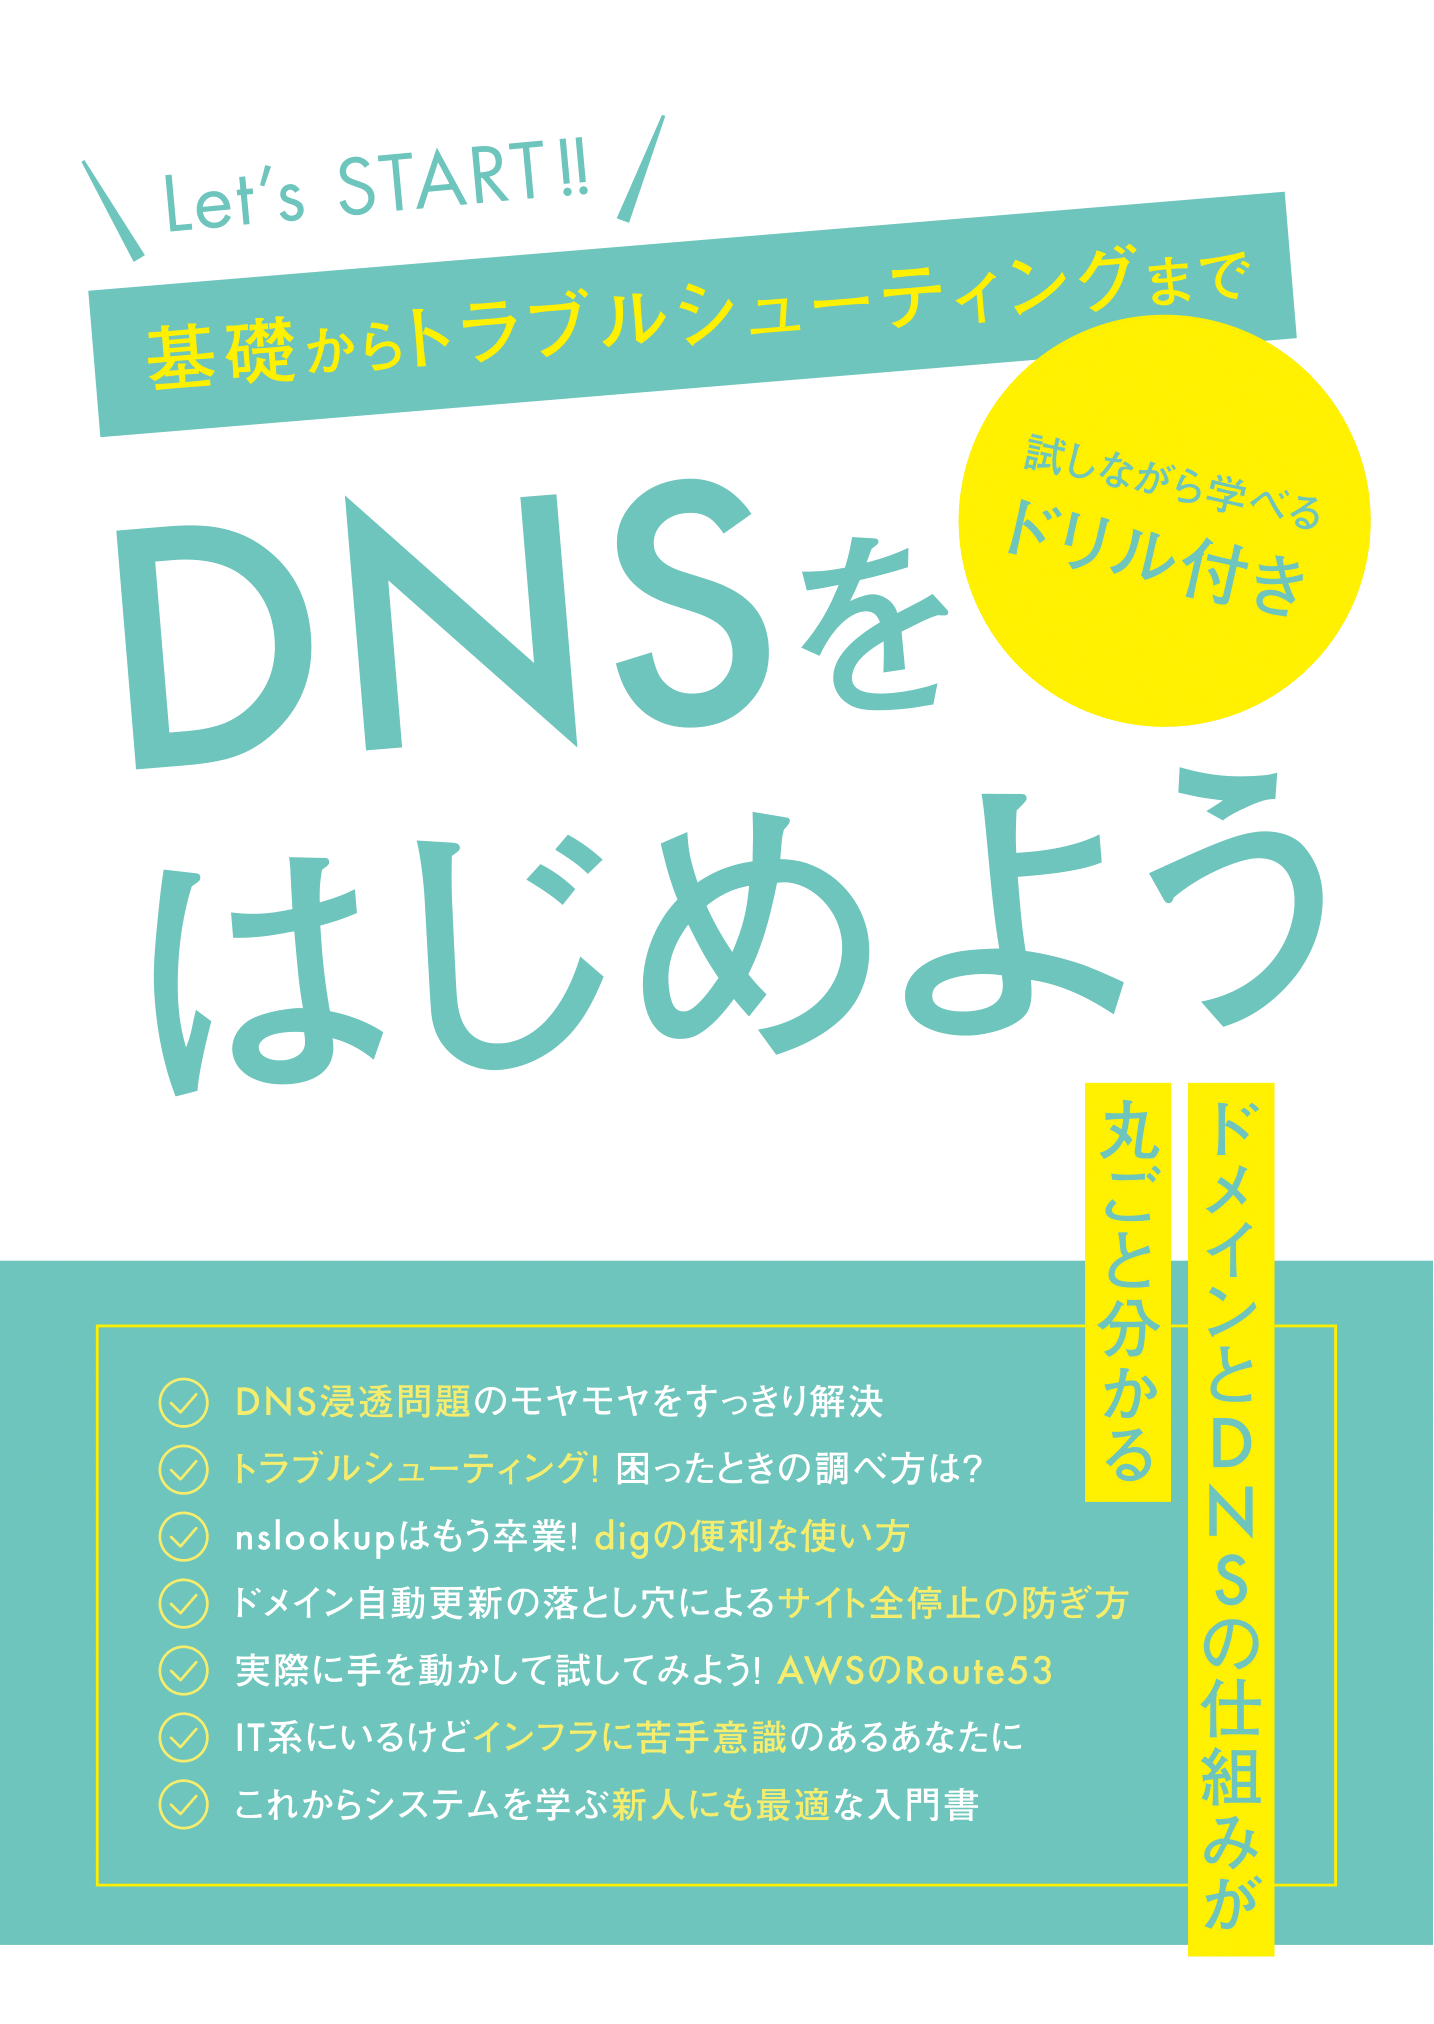 Let's START!!
基礎からトラブルシューティングまで
試しながら学べる
ドリル付き
DNSを
はじめよう
ドメインとDNSの仕組みが
丸ごと分かる
DNS浸透問題のモヤモヤをすっきり解決
トラブルシューティング! 困ったときの調べ方は?
nslookupはもう卒業! digの便利な使い方
ドメイン自動更新の落とし穴によるサイト全停止の防ぎ方
実際に手を動かして試してみよう! AWSのRoute53
IT系にいるけどインフラに苦手意識のあるあなたに
これからシステムを学ぶ新人にも最適な入門書